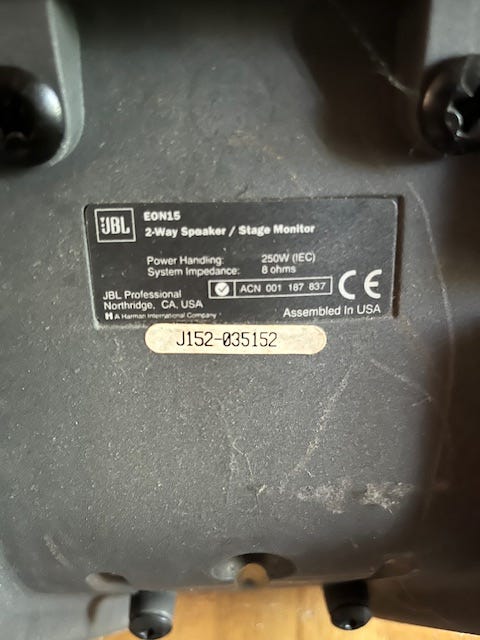 JBL
EON15
2-Way Speaker / Stage Monitor
Power Handling: 250W (IEC)
System Impedance: 8 ohms
ACN 001 187 837
CE
JBL Professional
Northridge, CA. USA
H A Harman International Company
Assembled In USA
J152-035152